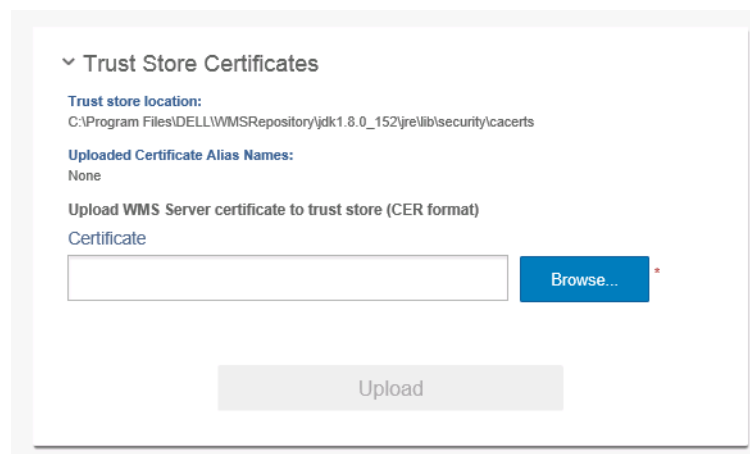 Trust Store Certificates
Trust store location:
C:\Program Files\DELL\WMSRepository\jdk1.8.0_152\jre\lib\security\cacerts
Uploaded Certificate Alias Names:
None
Upload WMS Server certificate to trust store (CER format)
Certificate
Browse... *
Upload